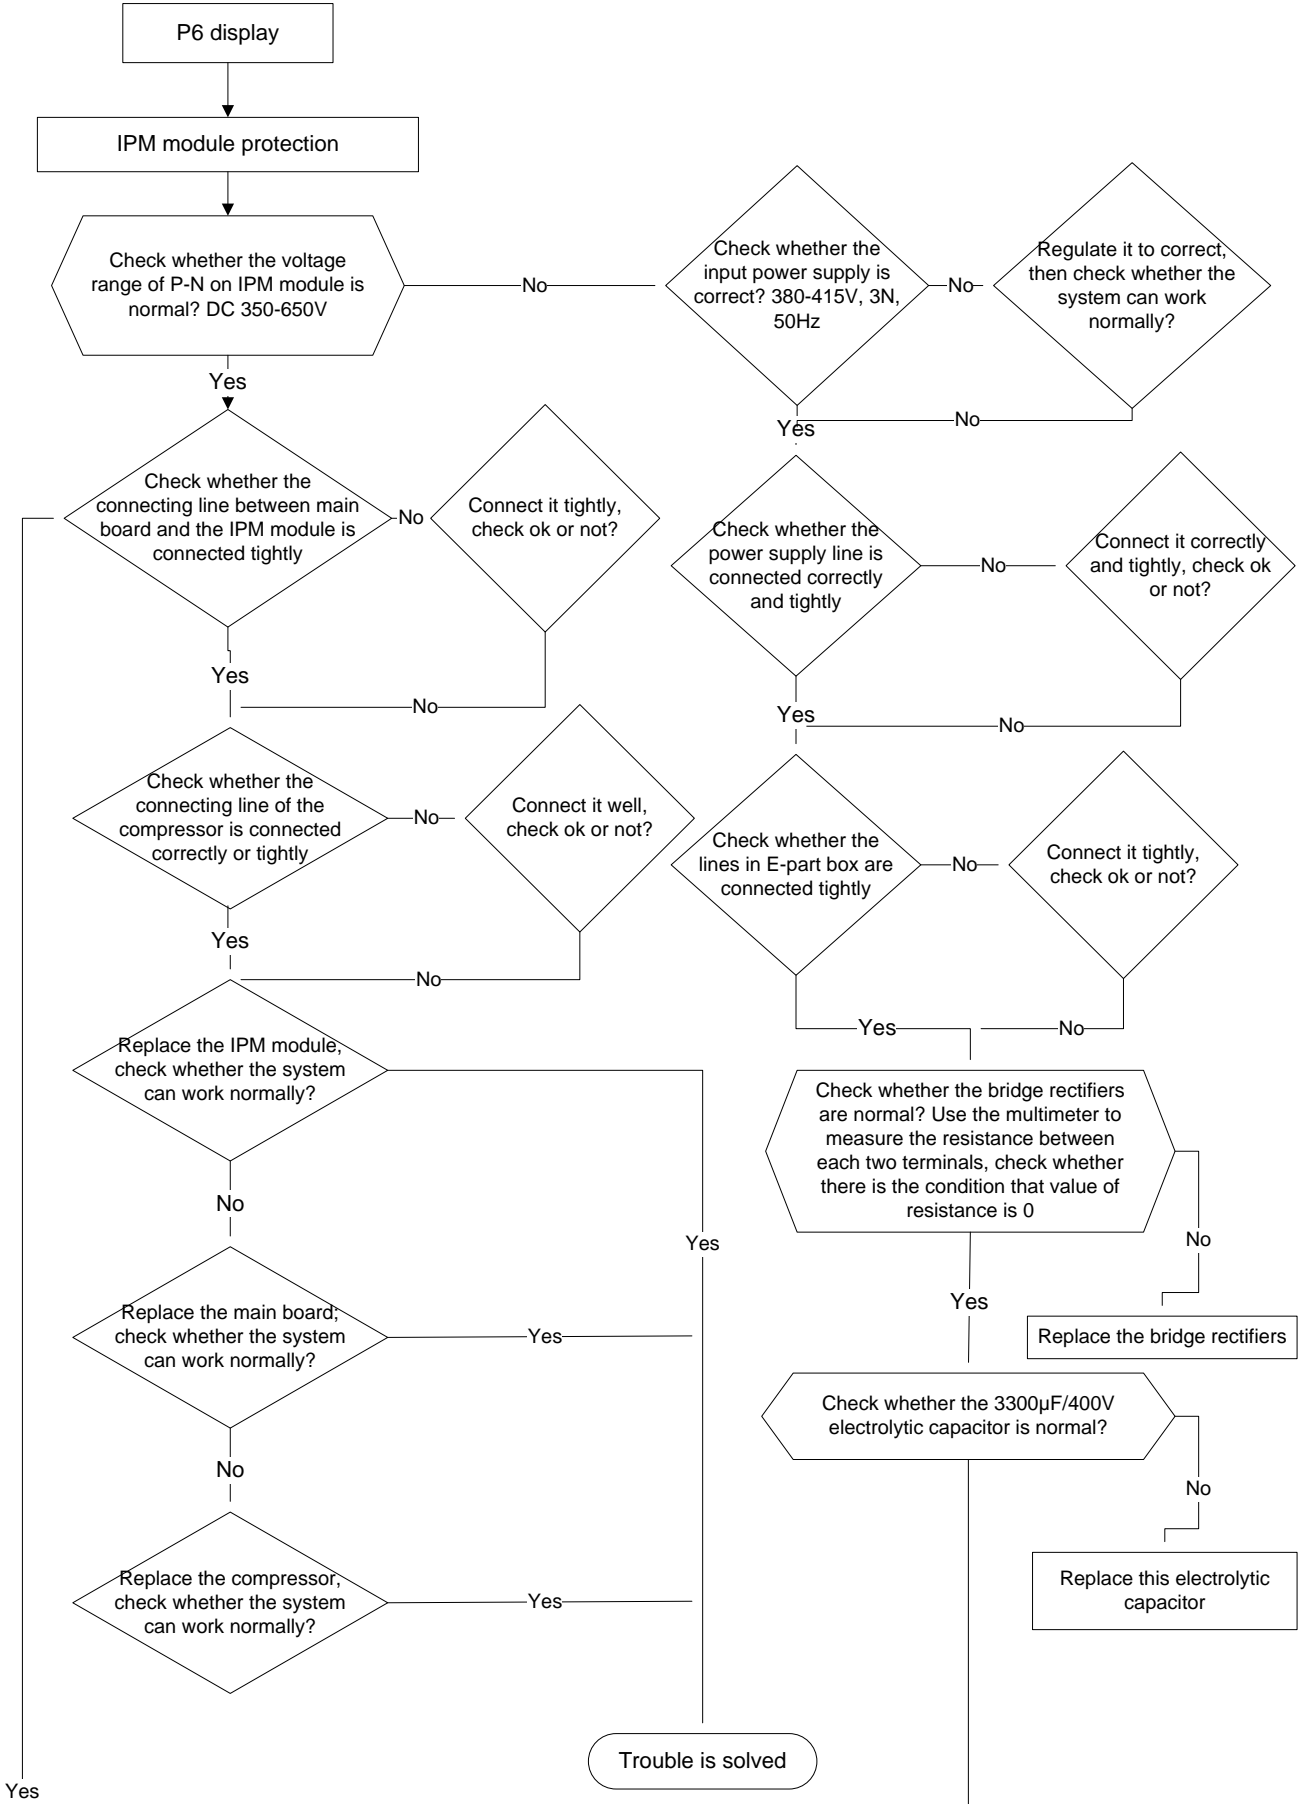 P6 display
IPM module protection
Check whether the voltage
range of P-N on IPM module is
normal? DC 350-650V
No
Check whether the
input power supply is
correct? 380-415V, 3N,
50Hz
No
Regulate it to correct,
then check whether the
system can work
normally?
Yes
No
Yes
Check whether the
connecting line between main
board and the IPM module is
connected tightly
No
Connect it tightly,
check ok or not?
Check whether the
power supply line is
connected correctly
and tightly
No
Connect it correctly
and tightly, check ok
or not?
Yes
No
Yes
No
Check whether the
connecting line of the
compressor is connected
correctly or tightly
No
Connect it well,
check ok or not?
Check whether the
lines in E-part box are
connected tightly
No
Connect it tightly,
check ok or not?
Yes
No
Yes
No
Replace the IPM module,
check whether the system
can work normally?
Check whether the bridge rectifiers
are normal? Use the multimeter to
measure the resistance between
each two terminals, check whether
there is the condition that value of
resistance is 0
No
Yes
No
Yes
Replace the bridge rectifiers
Replace the main board;
check whether the system
can work normally?
Yes
Check whether the 3300μF/400V
electrolytic capacitor is normal?
No
No
Replace this electrolytic
capacitor
Replace the compressor,
check whether the system
can work normally?
Yes
Trouble is solved
Yes